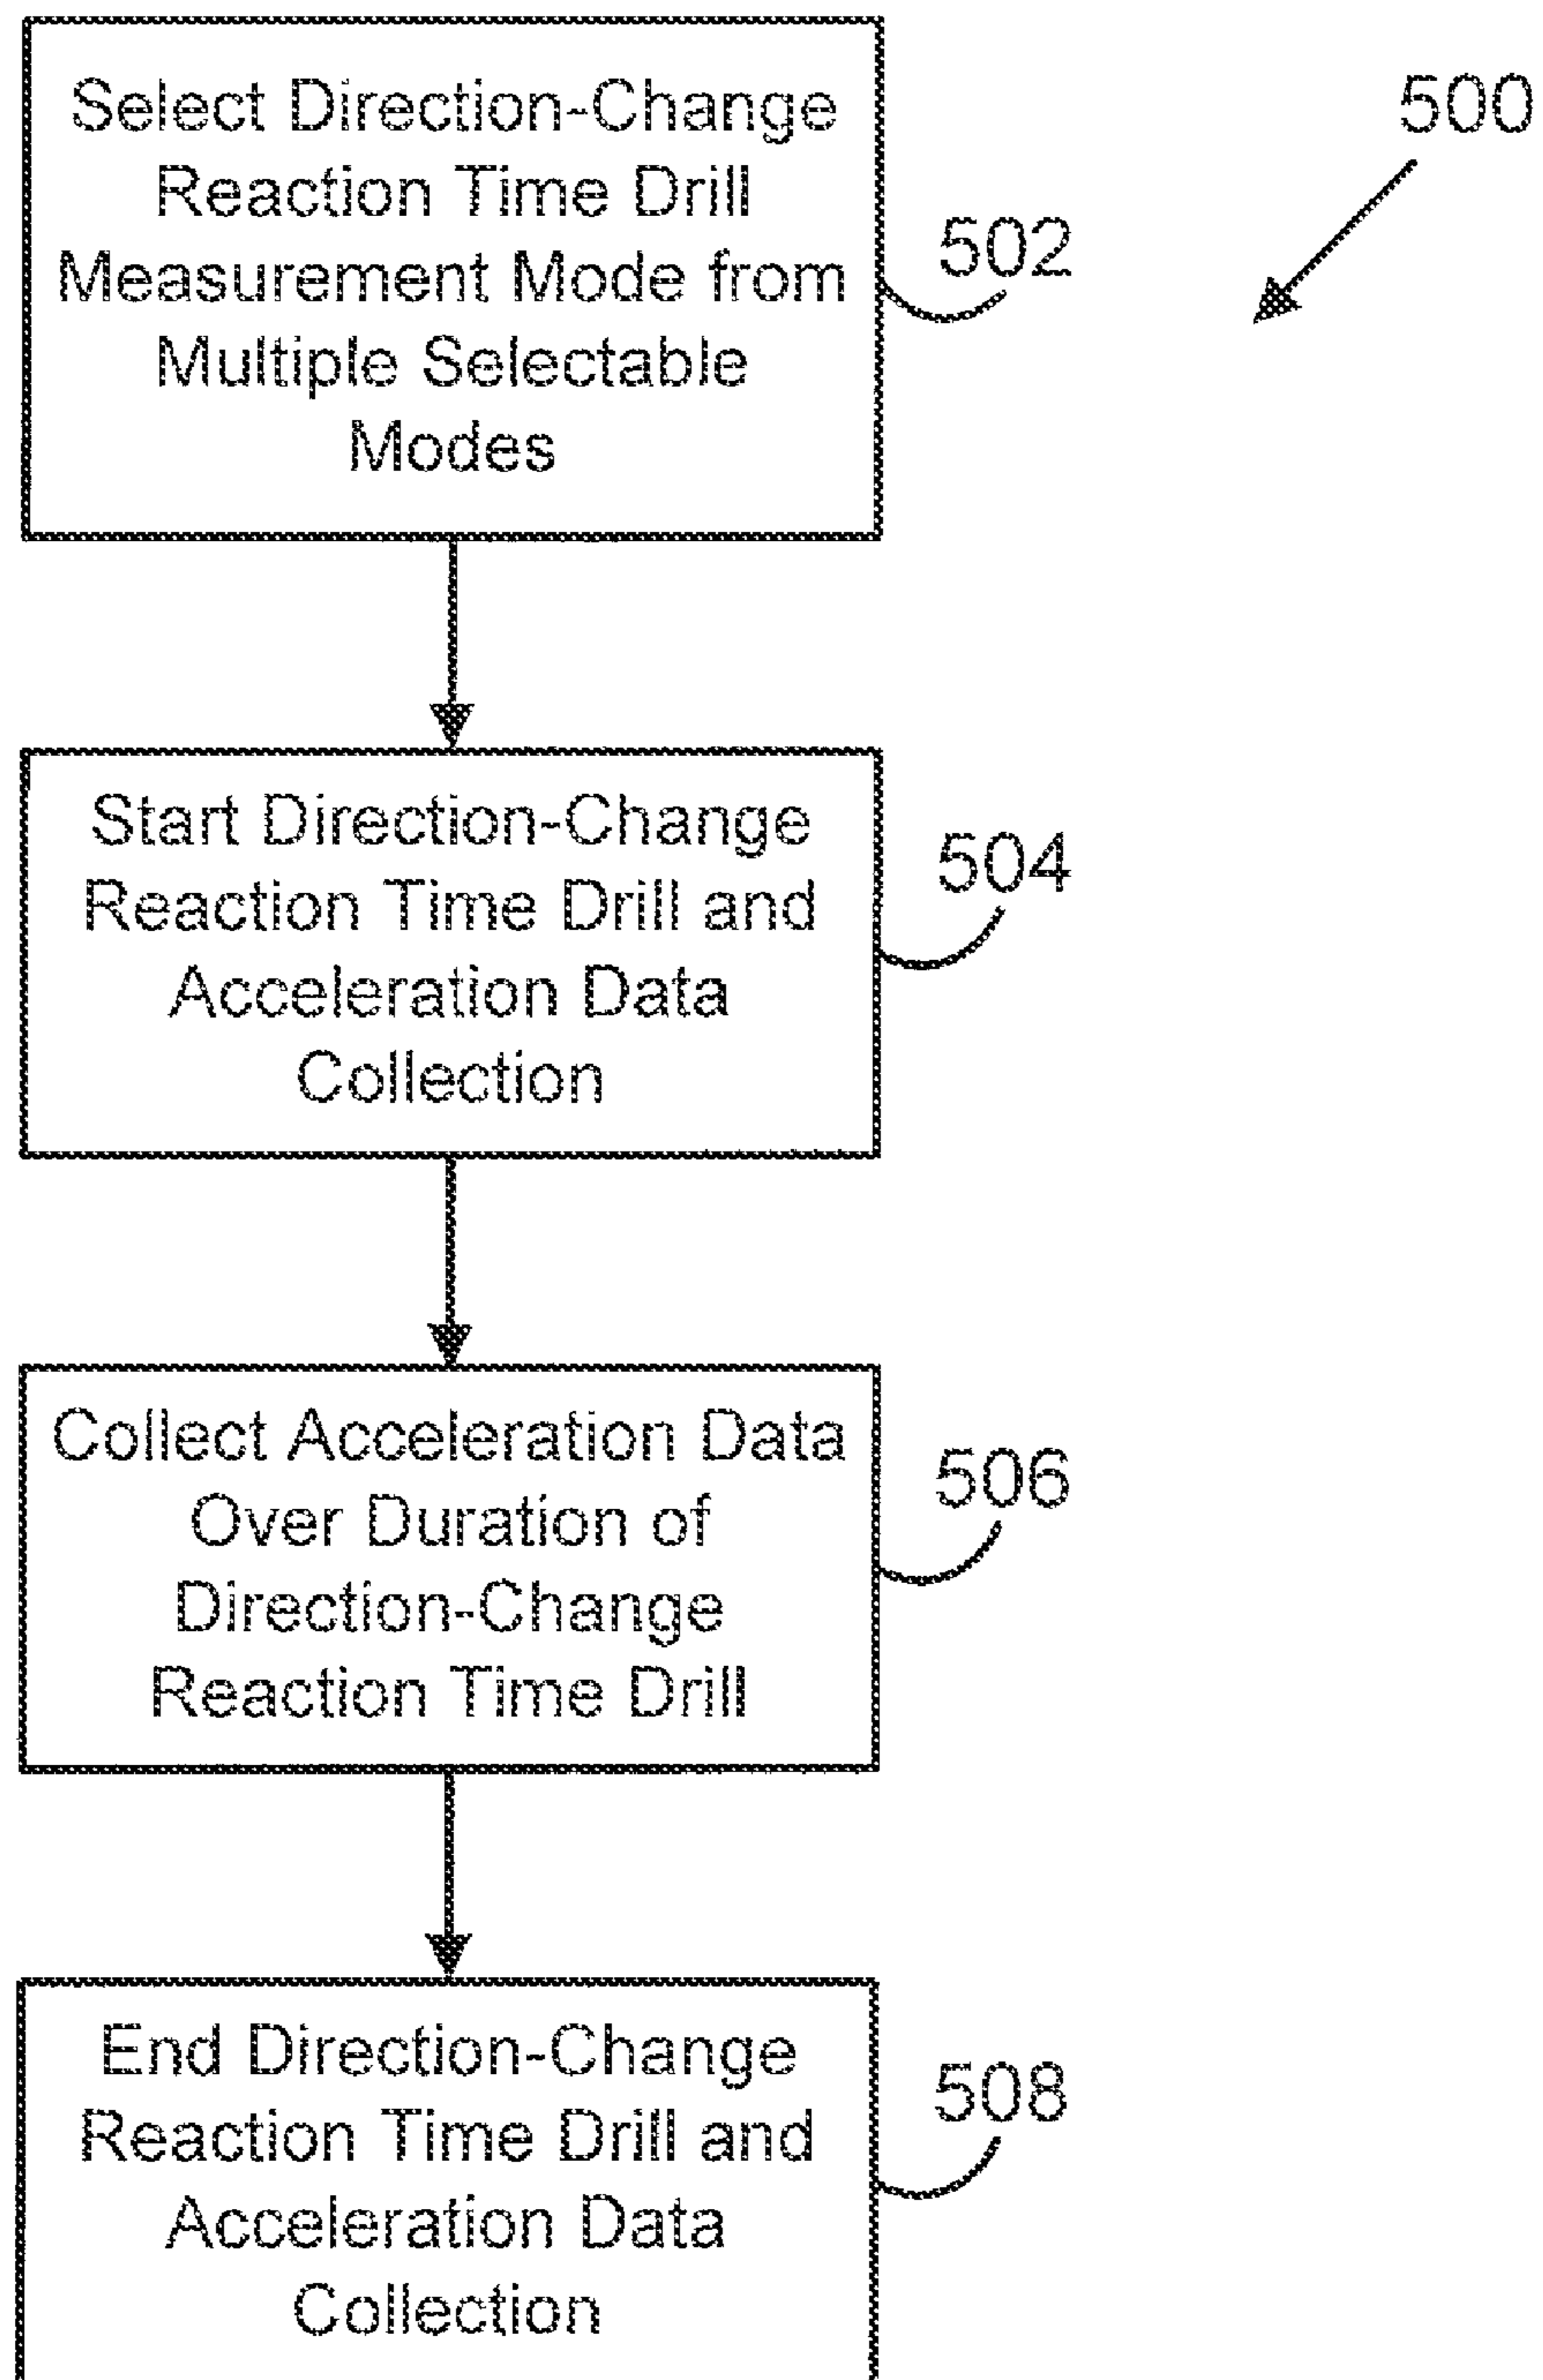 Select Direction-Change
Reaction Time Drill
Measurement Mode from
Multiple Selectable
Modes
500
502
Start Direction-Change
Reaction Time Drill and
Acceleration Data
Collection
504
Collect Acceleration Data
Over Duration of
Direction-Change
Reaction Time Drill
506
End Direction-Change
Reaction Time Drill and
Acceleration Data
Collection
508